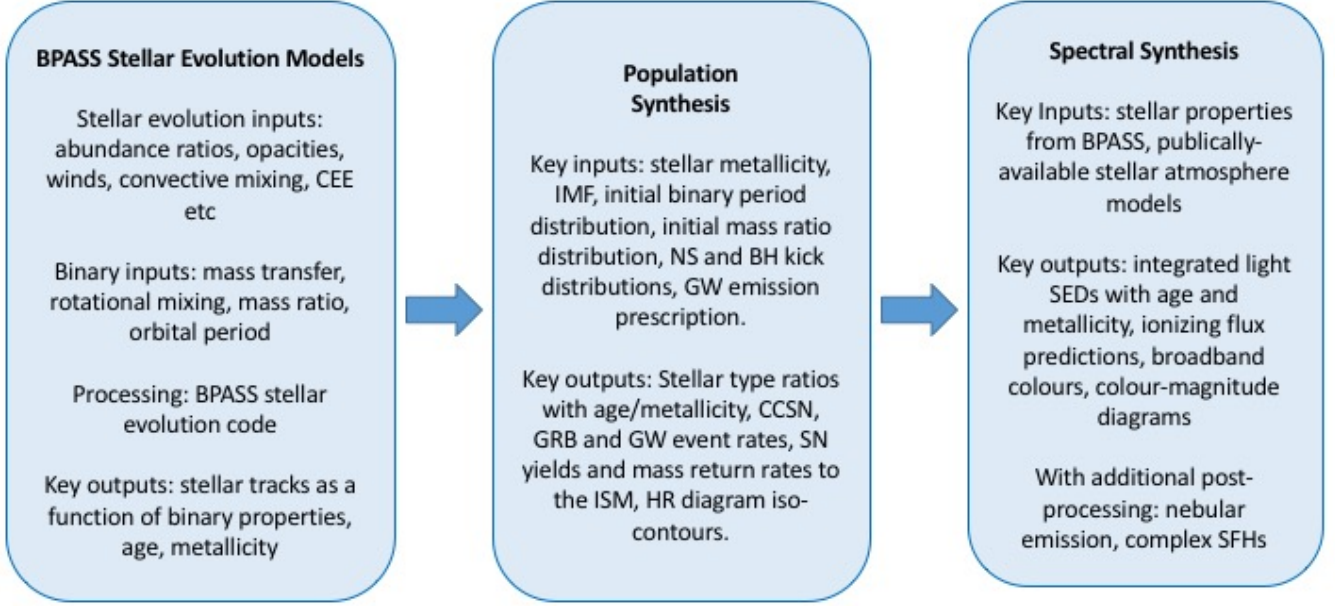 BPASS Stellar Evolution Models
Stellar evolution inputs:
abundance ratios, opacities,
winds, convective mixing, CEE
etc
Binary inputs: mass transfer,
rotational mixing, mass ratio,
orbital period
Processing: BPASS stellar
evolution code
Key outputs: stellar tracks as a
function of binary properties,
age, metallicity
Population
Synthesis
Key inputs: stellar metallicity,
IMF, initial binary period
distribution, initial mass ratio
distribution, NS and BH kick
distributions, GW emission
prescription.
Key outputs: Stellar type ratios
with age/metallicity, CCSN,
GRB and GW event rates, SN
yields and mass return rates to
the ISM, HR diagram iso-
contours.
Spectral Synthesis
Key Inputs: stellar properties
from BPASS, publically-
available stellar atmosphere
models
Key outputs: integrated light
SEDs with age and
metallicity, ionizing flux
predictions, broadband
colours, colour-magnitude
diagrams
With additional post-
processing: nebular
emission, complex SFHs